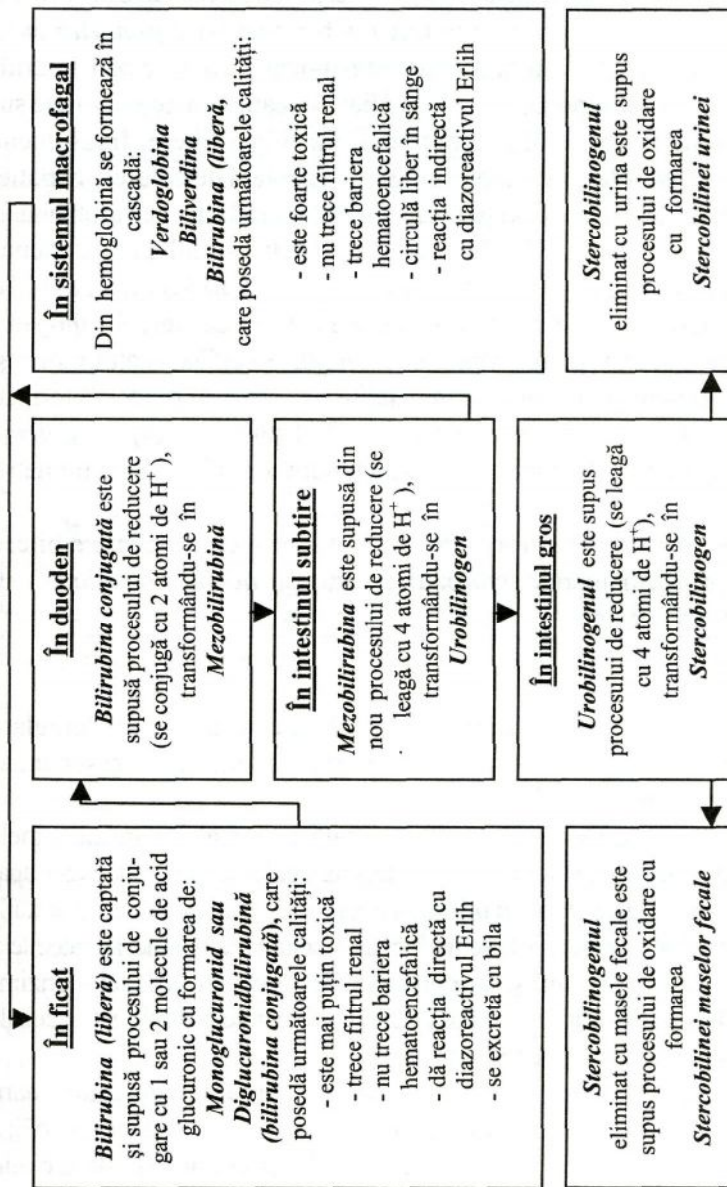 În ficat
Bilirubina (liberă) este captată
și supusă procesului de conju-
gare cu 1 sau 2 molecule de acid
glucuronic cu formarea de:
Monoglucuronid sau
Diglucuronidbilirubină
(bilirubina conjugată), care
posedă următoarele calități:
- este mai puțin toxică
- trece filtrul renal
- nu trece bariera
hematoencefalică
- dă reacția directă cu
diazoreactivul Erlih
- se excretă cu bila
În duoden
Bilirubina conjugată este
supusă procesului de reducere
(se conjugă cu 2 atomi de H⁺),
transformându-se în
Mezobilirubină
În intestinul subțire
Mezobilirubina este supusă din
nou procesului de reducere (se
leagă cu 4 atomi de H⁺),
transformându-se în
Urobilinogen
În intestinul gros
Urobilinogenul este supus
procesului de reducere (se leagă
cu 4 atomi de H⁺),
transformându-se în
Stercobilinogen
În sistemul macrofagal
Din hemoglobină se formează în
cascadă:
Verdoglobina
Biliverdina
Bilirubina (liberă,
care posedă următoarele calități:
- este foarte toxică
- nu trece filtrul renal
- trece bariera
hematoencefalică
- circulă liber în sânge
- reacția indirectă
cu diazoreactivul Erlih
Stercobilinogenul
eliminat cu masele fecale este
supus procesului de oxidare cu
formarea
Stercobilinei maselor fecale
Stercobilinogenul
eliminat cu urina este supus
procesului de oxidare
cu formarea
Stercobilinei urinei